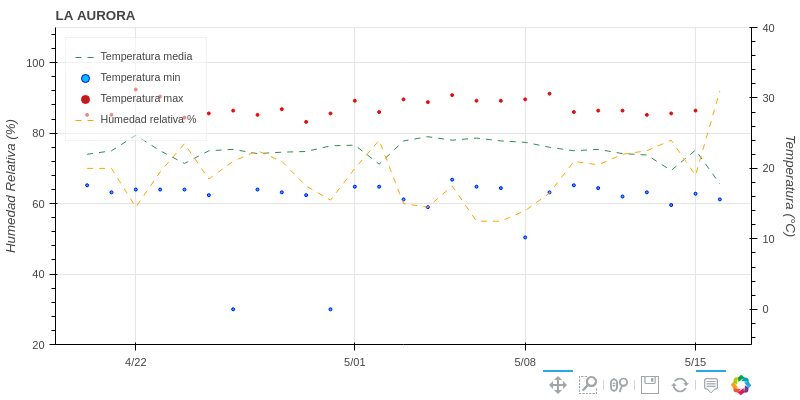 LA AURORA
Temperatura media
Temperatura min
Temperatura max
Humedad relativa %
Humedad Relativa (%)
100
80
60
40
20
40
30
20
10
0
Temperatura (°C)
4/22
5/01
5/08
5/15